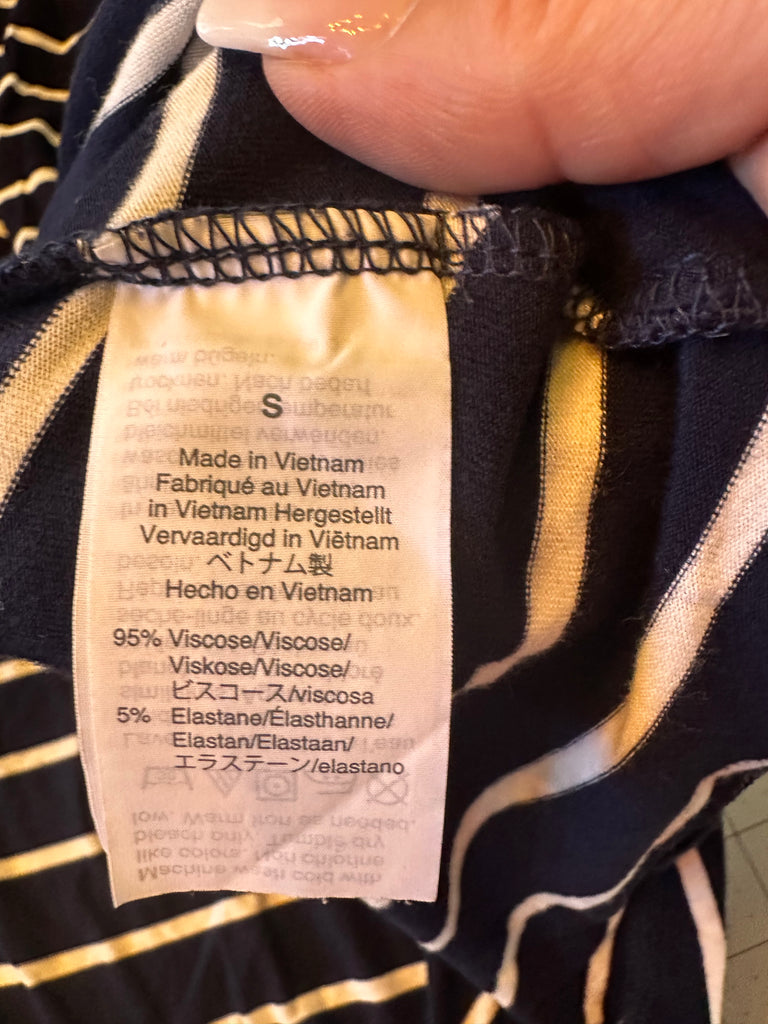 S
Made in Vietnam
Fabriqué au Vietnam
in Vietnam Hergestellt
Vervaardigd in Viëtnam
ベトナム製
Hecho en Vietnam
95% Viscose/Viscose/
Viskose/Viscose/
ビスコース/viscosa
5% Elastane/Élasthanne/
Elastan/Elastaan/
エラステーン/elastano